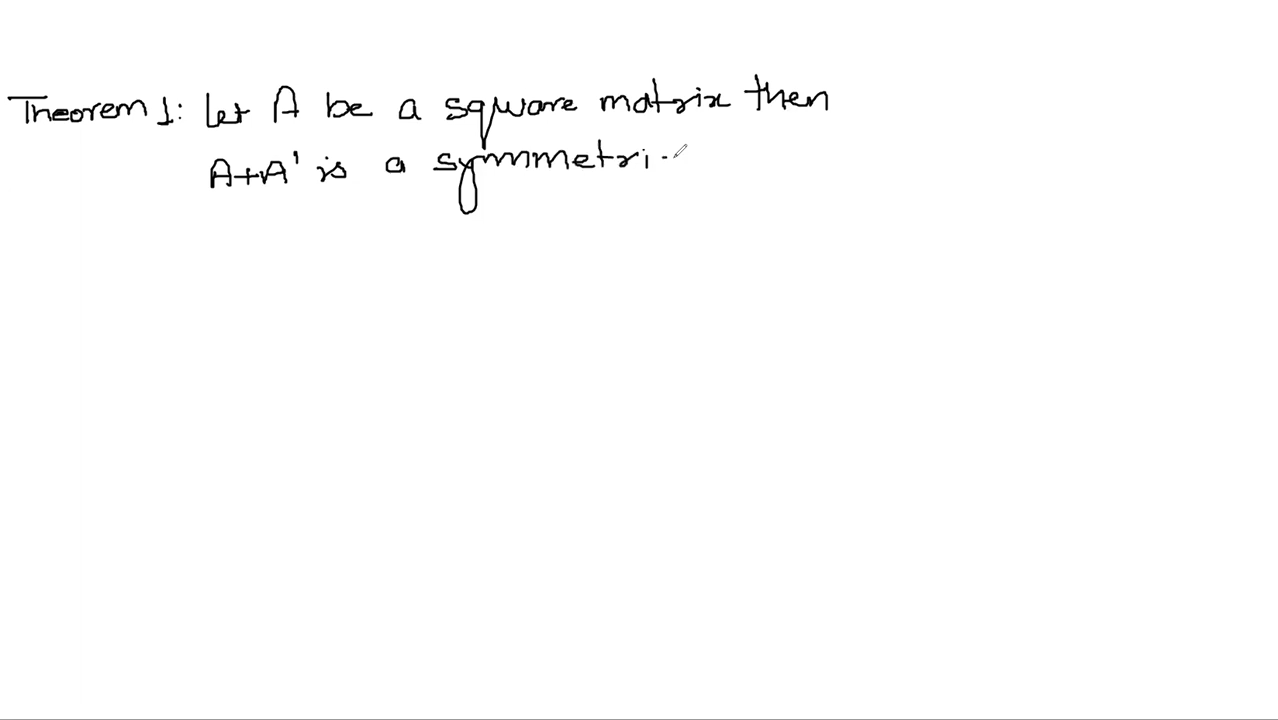 Theorem 1: Let A be a square matrix then
A+A' is a symmetri